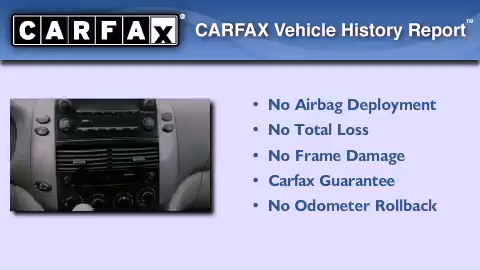 CARFAX®
CARFAX Vehicle History Report™
• No Airbag Deployment
• No Total Loss
• No Frame Damage
• Carfax Guarantee
• No Odometer Rollback